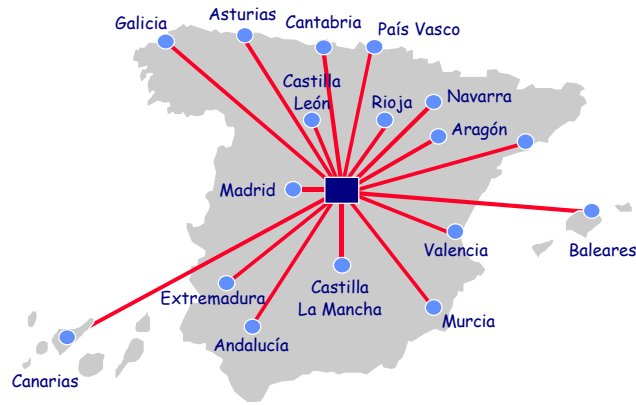 Asturias
Galicia
Cantabria
País Vasco
Castilla
León
Rioja
Navarra
Aragón
Madrid
Valencia
Baleares
Extremadura
Castilla
La Mancha
Murcia
Andalucía
Canarias